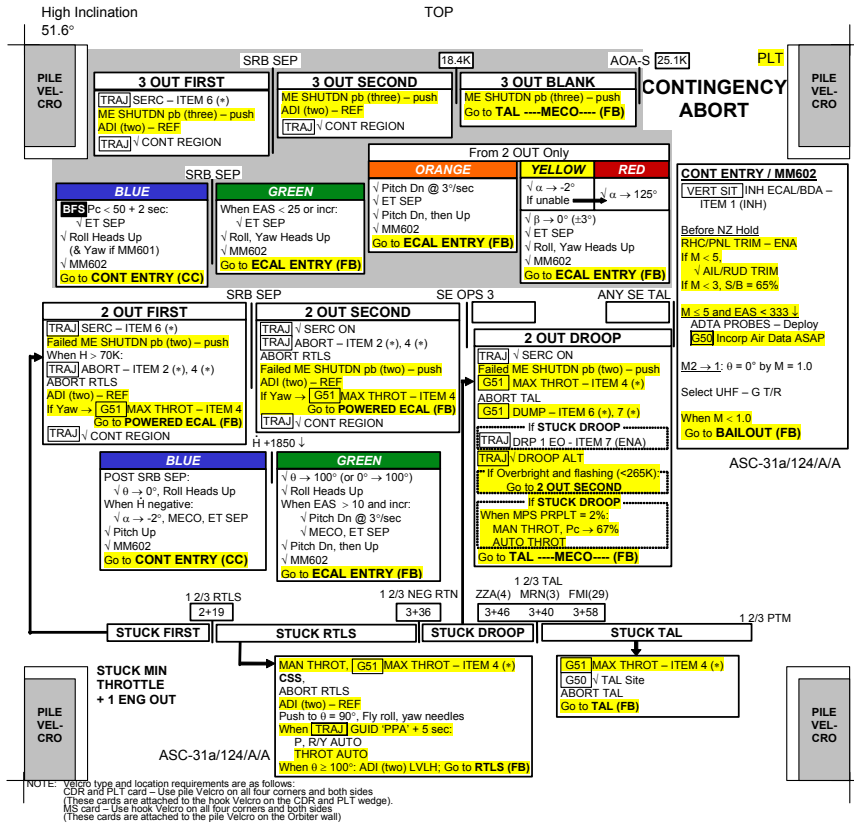 High Inclination
51.6°
TOP
PLT
CONTINGENCY
ABORT
PILE
VEL-
CRO
PILE
VEL-
CRO
SRB SEP
18.4K
AOA-S
25.1K
3 OUT FIRST
TRAJ SERC – ITEM 6 (*)
ME SHUTDN pb (three) – push
ADI (two) – REF
TRAJ √ CONT REGION
3 OUT SECOND
ME SHUTDN pb (three) – push
ADI (two) – REF
TRAJ √ CONT REGION
3 OUT BLANK
ME SHUTDN pb (three) – push
Go to TAL ----MECO---- (FB)
SRB SEP
BLUE
BFS Pc < 50 + 2 sec:
√ ET SEP
√ Roll Heads Up
(& Yaw if MM601)
√ MM602
Go to CONT ENTRY (CC)
GREEN
When EAS < 25 or incr:
√ ET SEP
√ Roll, Yaw Heads Up
√ MM602
Go to ECAL ENTRY (FB)
From 2 OUT Only
ORANGE
√ Pitch Dn @ 3°/sec
√ ET SEP
√ Pitch Dn, then Up
√ MM602
Go to ECAL ENTRY (FB)
YELLOW
√ α → -2°
If unable
RED
√ α → 125°
√ β → 0° (±3°)
√ ET SEP
√ Roll, Yaw Heads Up
√ MM602
Go to ECAL ENTRY (FB)
CONT ENTRY / MM602
VERT SIT INH ECAL/BDA –
ITEM 1 (INH)
Before NZ Hold
RHC/PNL TRIM – ENA
If M < 5,
√ AIL/RUD TRIM
If M < 3, S/B = 65%
M ≤ 5 and EAS < 333 ↓
ADTA PROBES – Deploy
G50 Incorp Air Data ASAP
M2 → 1: θ = 0° by M = 1.0
Select UHF – G T/R
When M < 1.0
Go to BAILOUT (FB)
ASC-31a/124/A/A
SRB SEP
SE OPS 3
ANY SE TAL
2 OUT FIRST
TRAJ SERC – ITEM 6 (*)
Failed ME SHUTDN pb (two) – push
When H > 70K:
TRAJ ABORT – ITEM 2 (*), 4 (*)
ABORT RTLS
ADI (two) – REF
If Yaw → G51 MAX THROT – ITEM 4
Go to POWERED ECAL (FB)
TRAJ √ CONT REGION
2 OUT SECOND
TRAJ √ SERC ON
TRAJ ABORT – ITEM 2 (*), 4 (*)
ABORT RTLS
Failed ME SHUTDN pb (two) – push
ADI (two) – REF
If Yaw → G51 MAX THROT – ITEM 4
Go to POWERED ECAL (FB)
TRAJ √ CONT REGION
2 OUT DROOP
TRAJ √ SERC ON
Failed ME SHUTDN pb (two) – push
G51 MAX THROT – ITEM 4 (*)
ABORT TAL
G51 DUMP – ITEM 6 (*), 7 (*)
If STUCK DROOP
TRAJ DRP 1 EO - ITEM 7 (ENA)
TRAJ √ DROOP ALT
If Overbright and flashing (<265K):
Go to 2 OUT SECOND
If STUCK DROOP
When MPS PRPLT = 2%:
MAN THROT, Pc → 67%
AUTO THROT
Go to TAL ----MECO---- (FB)
Ḣ +1850 ↓
BLUE
POST SRB SEP:
√ θ → 0°, Roll Heads Up
When Ḣ negative:
√ α → -2°, MECO, ET SEP
√ Pitch Up
√ MM602
Go to CONT ENTRY (CC)
GREEN
√ θ → 100° (or 0° → 100°)
√ Roll Heads Up
When EAS > 10 and incr:
√ Pitch Dn @ 3°/sec
√ MECO, ET SEP
√ Pitch Dn, then Up
√ MM602
Go to ECAL ENTRY (FB)
1 2/3 RTLS
2+19
1 2/3 NEG RTN
3+36
1 2/3 TAL
ZZA(4) MRN(3) FMI(29)
3+46 3+40 3+58
1 2/3 PTM
STUCK FIRST
STUCK RTLS
STUCK DROOP
STUCK TAL
STUCK MIN
THROTTLE
+ 1 ENG OUT
MAN THROT, G51 MAX THROT – ITEM 4 (*)
CSS,
ABORT RTLS
ADI (two) – REF
Push to θ = 90°, Fly roll, yaw needles
When TRAJ GUID 'PPA' + 5 sec:
P, R/Y AUTO
THROT AUTO
When θ ≥ 100°: ADI (two) LVLH; Go to RTLS (FB)
G51 MAX THROT – ITEM 4 (*)
G50 √ TAL Site
ABORT TAL
Go to TAL (FB)
PILE
VEL-
CRO
PILE
VEL-
CRO
ASC-31a/124/A/A
NOTE: Velcro type and location requirements are as follows:
CDR and PLT card – Use pile Velcro on all four corners and both sides
(These cards are attached to the hook Velcro on the CDR and PLT wedge).
MS card – Use hook Velcro on all four corners and both sides
(These cards are attached to the pile Velcro on the Orbiter wall)